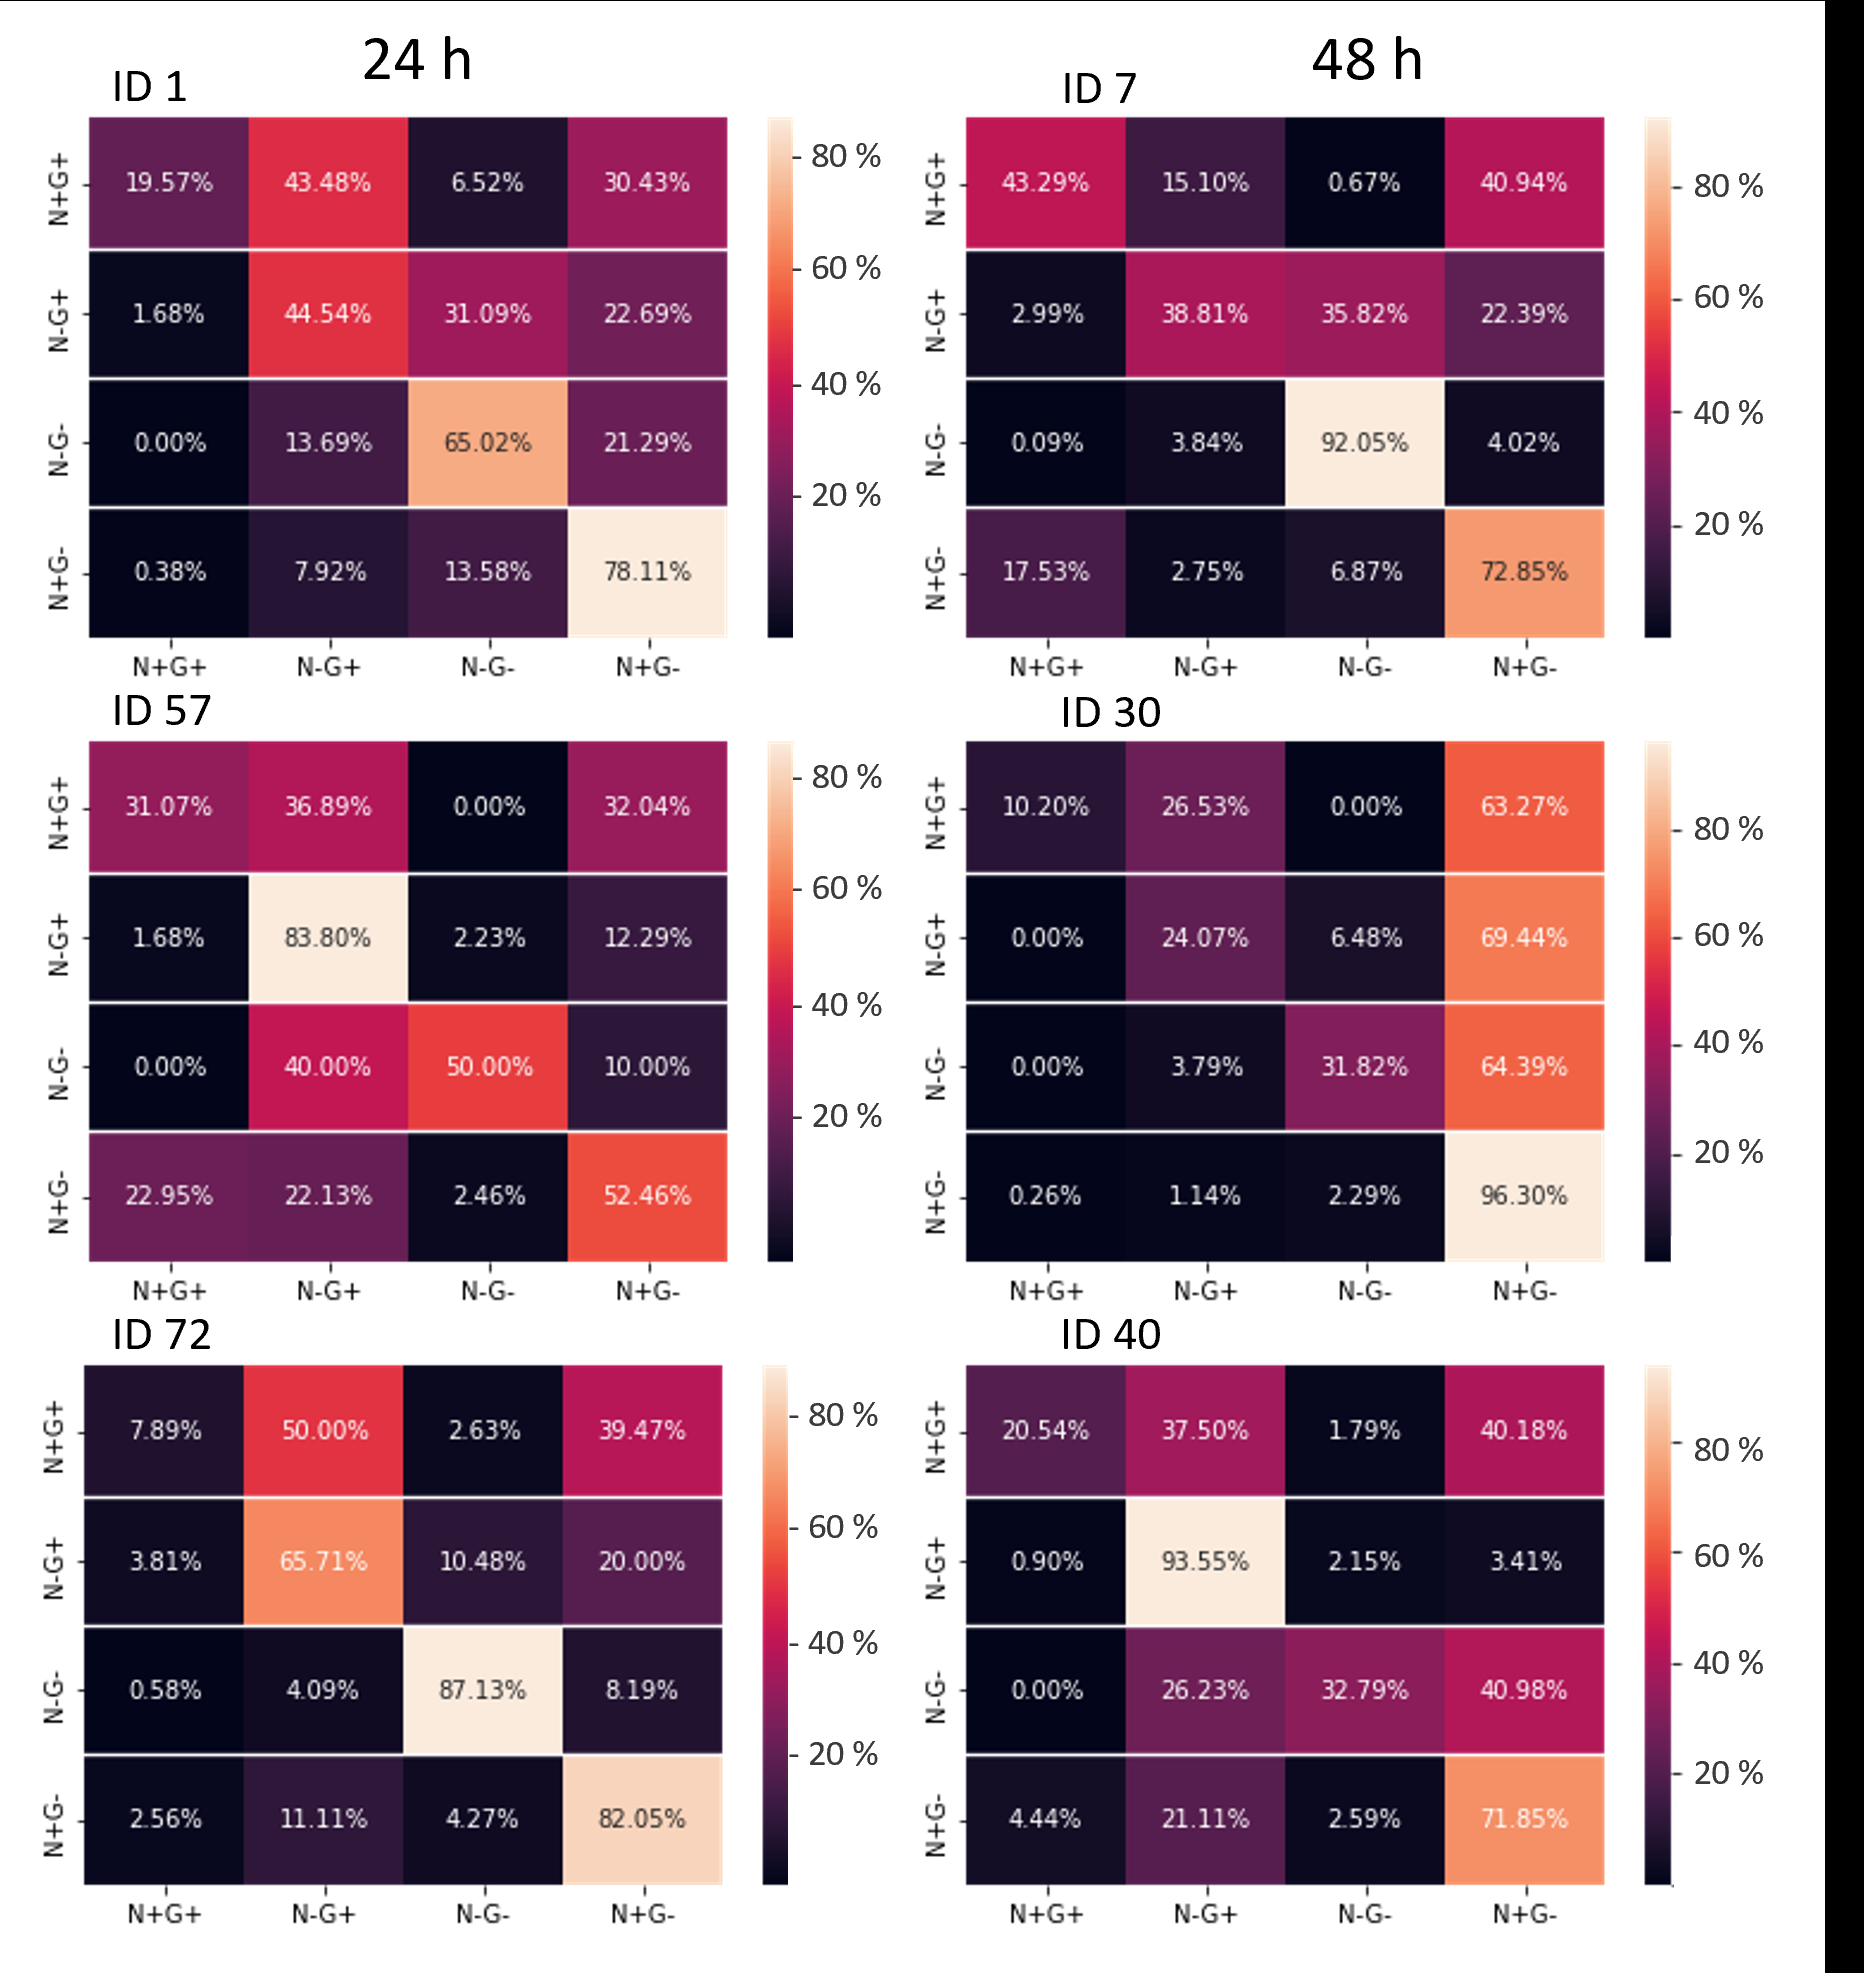 24 h
48 h
ID 1
N+G+ 19.57% 43.48% 6.52% 30.43%
N-G+ 1.68% 44.54% 31.09% 22.69%
N-G- 0.00% 13.69% 65.02% 21.29%
N+G- 0.38% 7.92% 13.58% 78.11%
N+G+ N-G+ N-G- N+G-
80 %
60 %
40 %
20 %
ID 7
N+G+ 43.29% 15.10% 0.67% 40.94%
N-G+ 2.99% 38.81% 35.82% 22.39%
N-G- 0.09% 3.84% 92.05% 4.02%
N+G- 17.53% 2.75% 6.87% 72.85%
N+G+ N-G+ N-G- N+G-
80 %
60 %
40 %
20 %
ID 57
N+G+ 31.07% 36.89% 0.00% 32.04%
N-G+ 1.68% 83.80% 2.23% 12.29%
N-G- 0.00% 40.00% 50.00% 10.00%
N+G- 22.95% 22.13% 2.46% 52.46%
N+G+ N-G+ N-G- N+G-
80 %
60 %
40 %
20 %
ID 30
N+G+ 10.20% 26.53% 0.00% 63.27%
N-G+ 0.00% 24.07% 6.48% 69.44%
N-G- 0.00% 3.79% 31.82% 64.39%
N+G- 0.26% 1.14% 2.29% 96.30%
N+G+ N-G+ N-G- N+G-
80 %
60 %
40 %
20 %
ID 72
N+G+ 7.89% 50.00% 2.63% 39.47%
N-G+ 3.81% 65.71% 10.48% 20.00%
N-G- 0.58% 4.09% 87.13% 8.19%
N+G- 2.56% 11.11% 4.27% 82.05%
N+G+ N-G+ N-G- N+G-
80 %
60 %
40 %
20 %
ID 40
N+G+ 20.54% 37.50% 1.79% 40.18%
N-G+ 0.90% 93.55% 2.15% 3.41%
N-G- 0.00% 26.23% 32.79% 40.98%
N+G- 4.44% 21.11% 2.59% 71.85%
N+G+ N-G+ N-G- N+G-
80 %
60 %
40 %
20 %